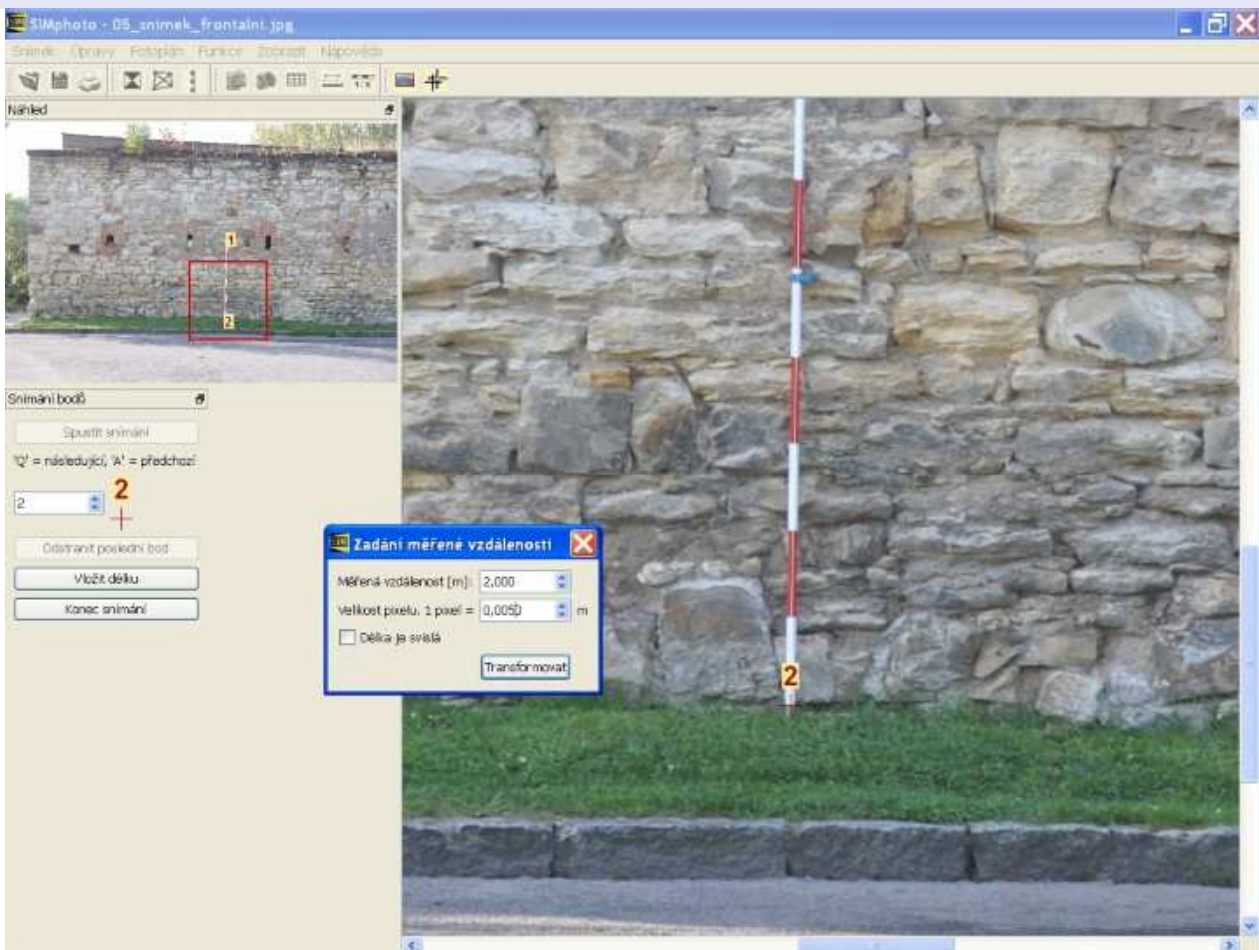 SIMphoto - 05_snimek_frontalni.jpg
Snímek Úpravy Fotoplán Funkce Zobrazit Nápověda
Náhled
1
2
Snímání bodů
Spustit snímání
'Q' = následující, 'A' = předchozí
2
2
Odstranit poslední bod
Vložit délku
Konec snímání
Zadání měřené vzdálenosti
Měřená vzdálenost [m]: 2,000
Velikost pixelu. 1 pixel = 0,0050 m
Délka je svislá
Transformovat
2